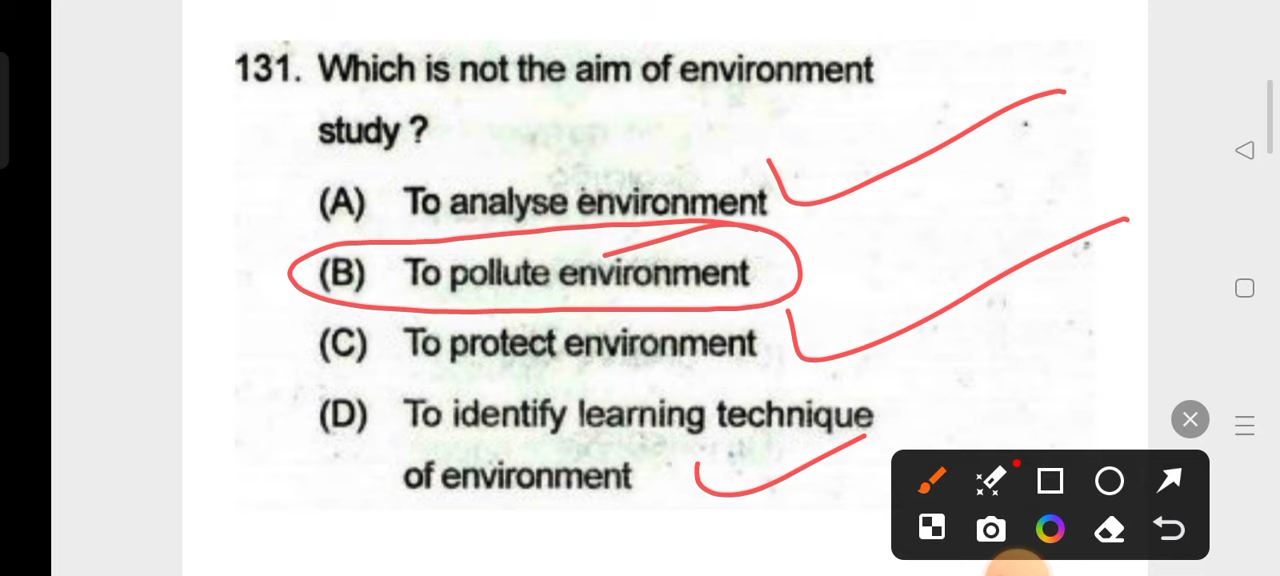 131. Which is not the aim of environment
study ?
(A) To analyse environment
(B) To pollute environment
(C) To protect environment
(D) To identify learning technique
of environment